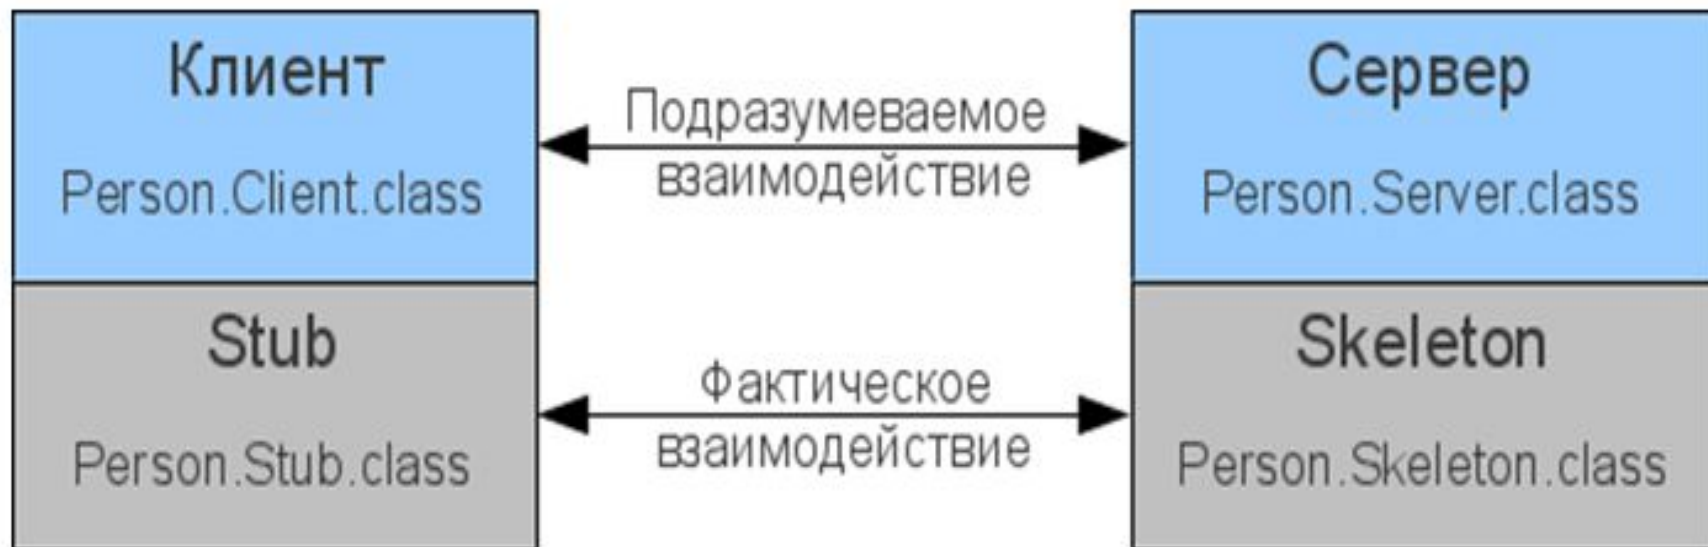 Клиент
Person.Client.class
Подразумеваемое
взаимодействие
Сервер
Person.Server.class
Stub
Person.Stub.class
Фактическое
взаимодействие
Skeleton
Person.Skeleton.class